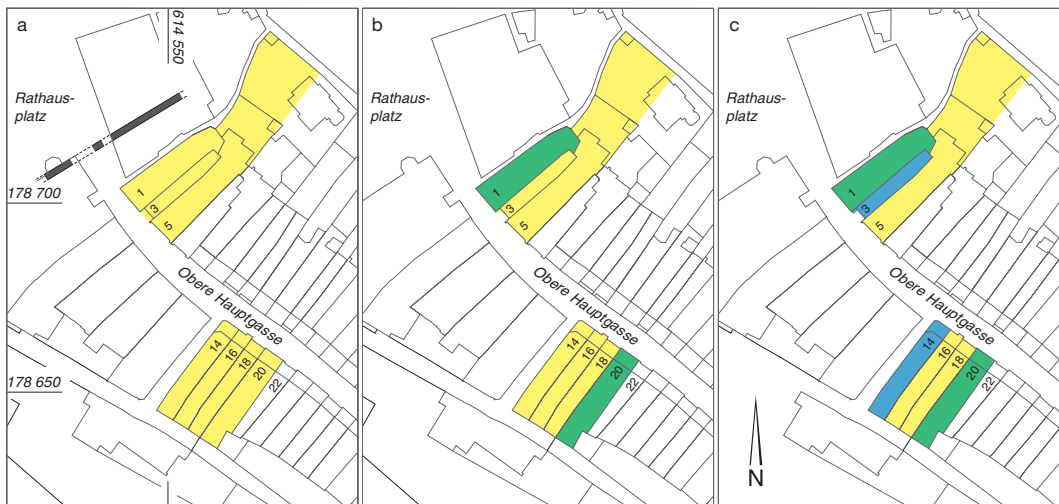 a
614 550
Rathaus-
platz
178 700
1
3
5
Obere Hauptgasse
14
16
18
20
22
178 650
b
Rathaus-
platz
1
3
5
Obere Hauptgasse
14
16
18
20
22
c
Rathaus-
platz
1
3
5
Obere Hauptgasse
14
16
18
20
22
N